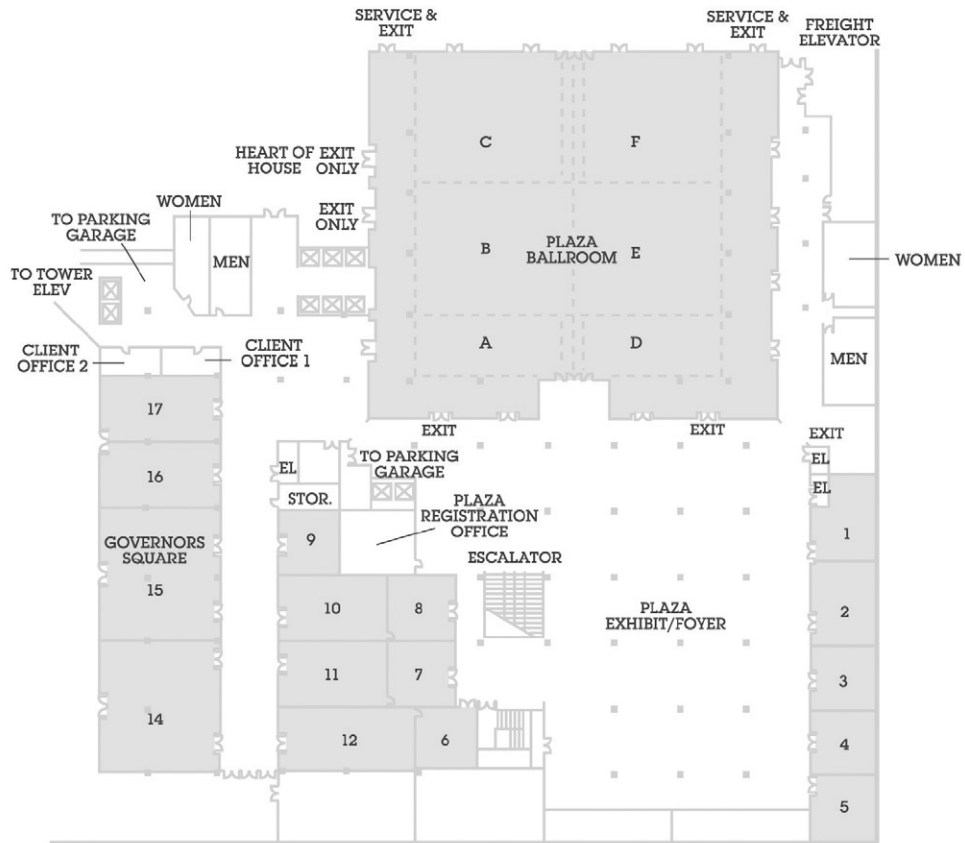 SERVICE &
EXIT
SERVICE &
EXIT
FREIGHT
ELEVATOR
C
F
HEART OF
HOUSE
EXIT
ONLY
WOMEN
EXIT
ONLY
TO PARKING
GARAGE
MEN
B
PLAZA
BALLROOM
E
WOMEN
TO TOWER
ELEV
CLIENT
OFFICE 2
CLIENT
OFFICE 1
A
D
MEN
17
EXIT
EXIT
EXIT
EL
EL
16
EL
TO PARKING
GARAGE
STOR.
PLAZA
REGISTRATION
OFFICE
9
1
GOVERNORS
SQUARE
ESCALATOR
15
10
8
PLAZA
EXHIBIT/FOYER
2
11
7
3
14
12
6
4
5